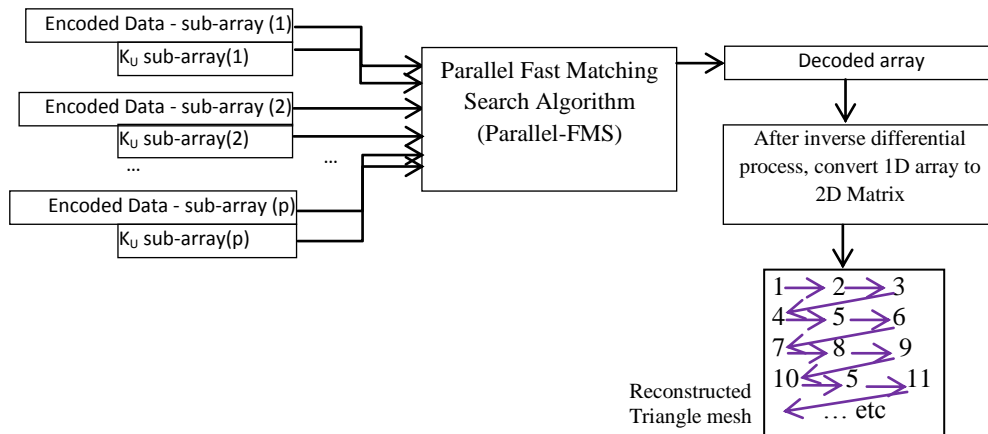 Encoded Data - sub-array (1)
K_U sub-array(1)
Encoded Data - sub-array (2)
K_U sub-array(2)
...
...
Encoded Data - sub-array (p)
K_U sub-array(p)
Parallel Fast Matching
Search Algorithm
(Parallel-FMS)
Decoded array
After inverse differential
process, convert 1D array to
2D Matrix
1 2 3
4 5 6
7 8 9
10 5 11
... etc
Reconstructed
Triangle mesh